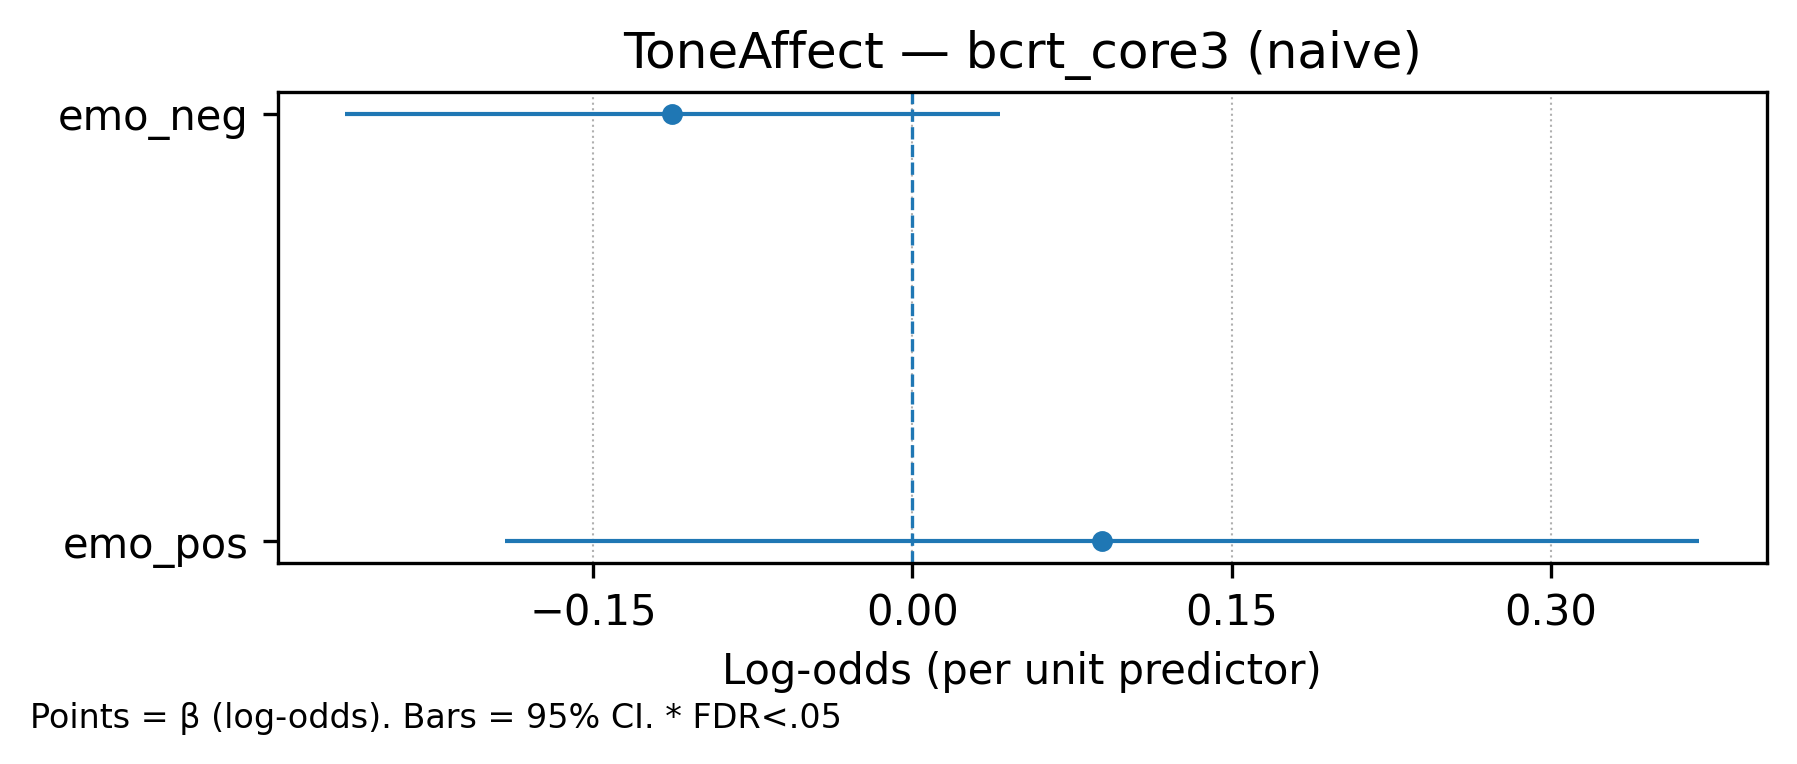 ToneAffect — bcrt_core3 (naive)
emo_neg
emo_pos
−0.15 0.00 0.15 0.30
Log-odds (per unit predictor)
Points = β (log-odds). Bars = 95% CI. * FDR<.05